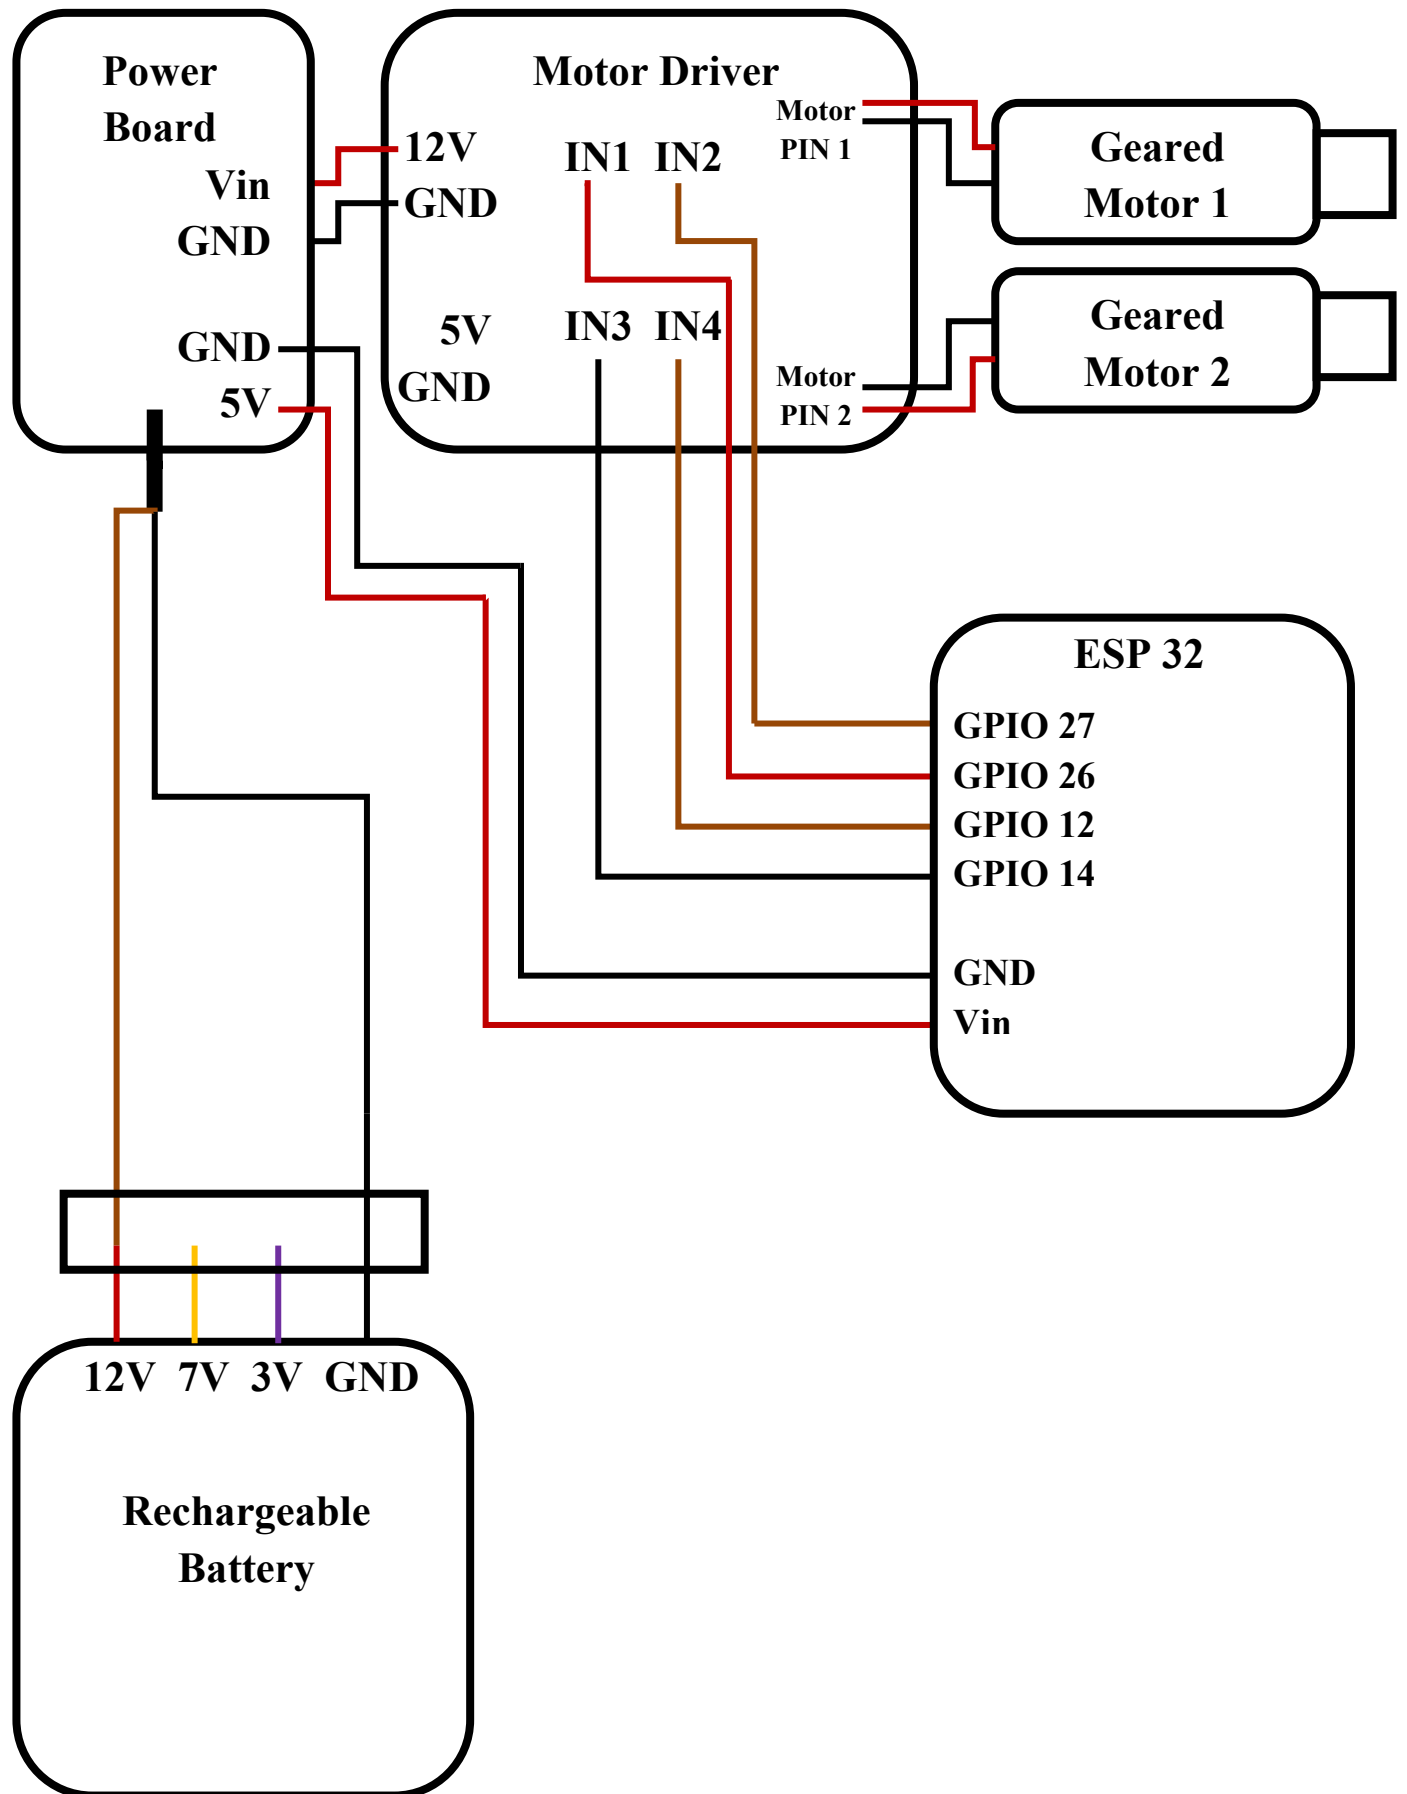 Power
Board
Vin
GND
GND
5V
Motor Driver
12V
GND
IN1 IN2
Motor
PIN 1
5V
GND
IN3 IN4
Motor
PIN 2
Geared
Motor 1
Geared
Motor 2
ESP 32
GPIO 27
GPIO 26
GPIO 12
GPIO 14
GND
Vin
12V 7V 3V GND
Rechargeable
Battery